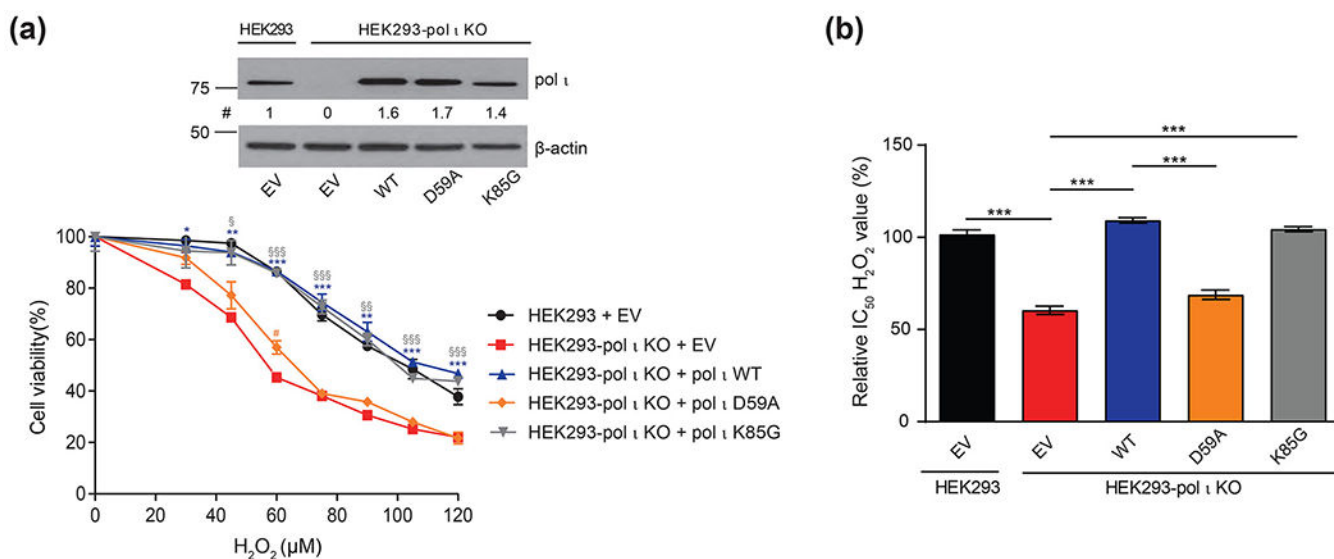 (a)
HEK293 HEK293-pol ι KO
75 pol ι
# 1 0 1.6 1.7 1.4
50 β-actin
EV EV WT D59A K85G
Cell viability(%)
100
80
60
40
20
0
* § ** §§§ *** §§§ *** §§ ** §§§ *** §§§ ***
#
0 20 40 60 80 100 120
H₂O₂ (μM)
HEK293 + EV
HEK293-pol ι KO + EV
HEK293-pol ι KO + pol ι WT
HEK293-pol ι KO + pol ι D59A
HEK293-pol ι KO + pol ι K85G
(b)
Relative IC₅₀ H₂O₂ value (%)
150
100
50
0
***
***
***
***
EV EV WT D59A K85G
HEK293 HEK293-pol ι KO